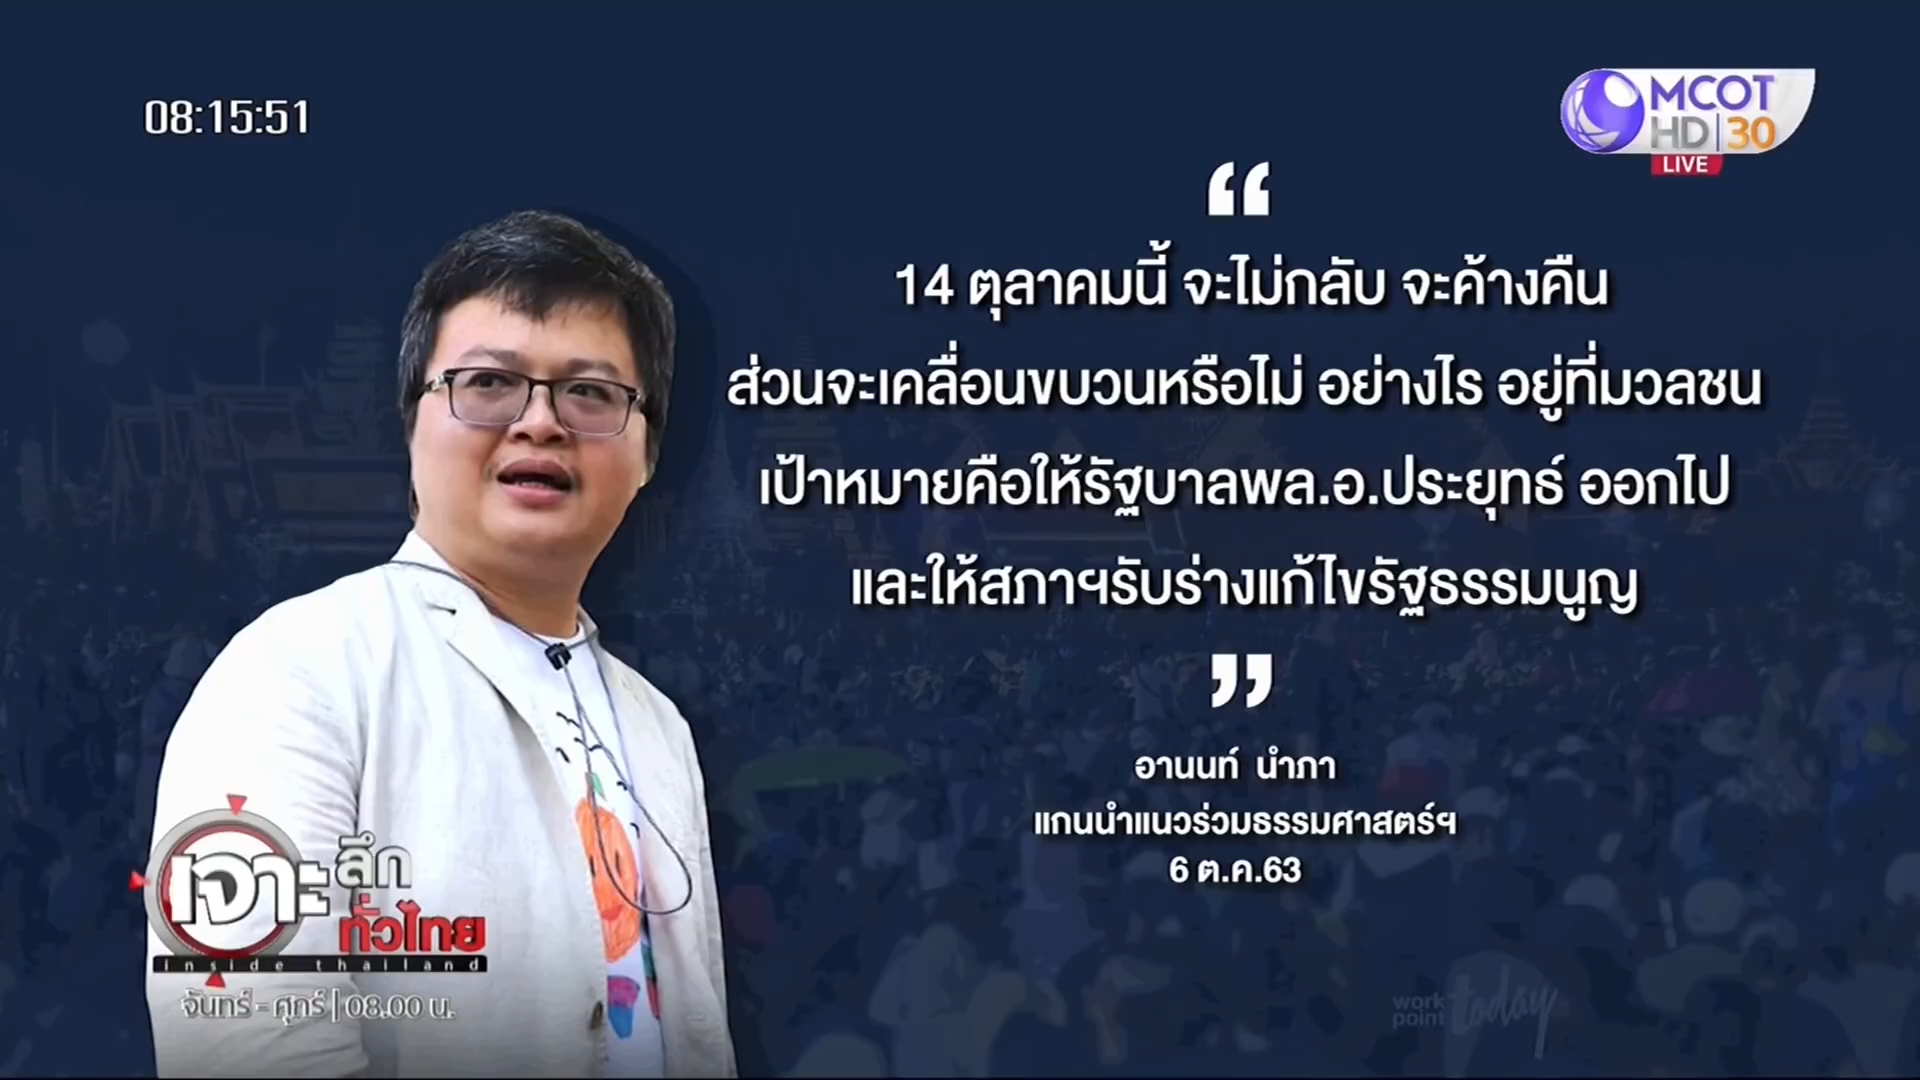 08:15:51
MCOT
HD 30
LIVE
“
14 ตุลาคมนี้ จะไม่กลับ จะค้างคืน
ส่วนจะเคลื่อนขบวนหรือไม่ อย่างไร อยู่ที่มวลชน
เป้าหมายคือให้รัฐบาลพล.อ.ประยุทธ์ ออกไป
และให้สภาฯรับร่างแก้ไขรัฐธรรมนูญ
”
อานนท์ นำภา
แกนนำแนวร่วมธรรมศาสตร์ฯ
6 ต.ค.63
เจาะลึก
ทั่วไทย
inside thailand
จันทร์ - ศุกร์ | 08.00 น.
work
point today